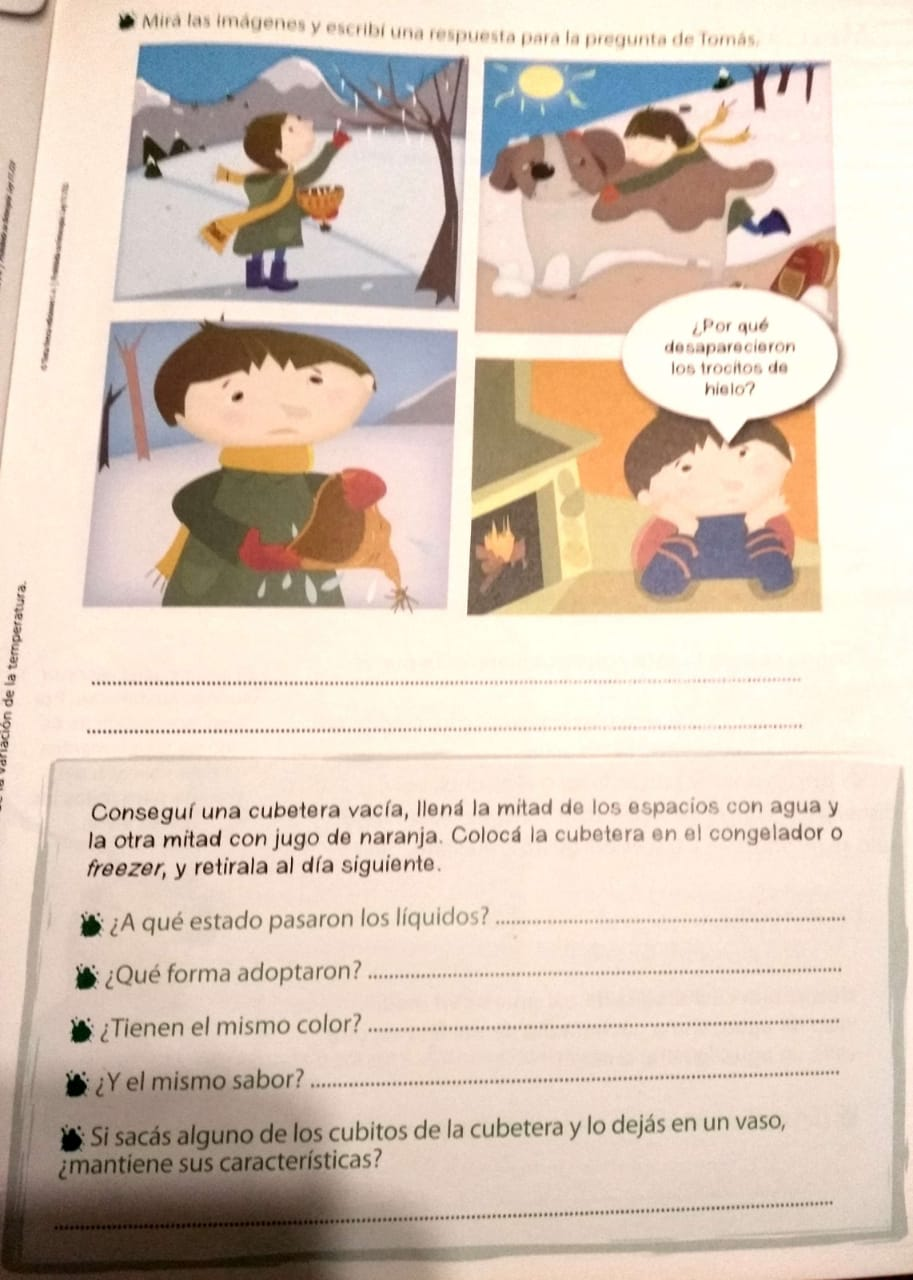 Mirá las imágenes y escribí una respuesta para la pregunta de Tomás.
¿Por qué
desaparecieron
los trocitos de
hielo?
variación de la temperatura.
Conseguí una cubetera vacía, llená la mitad de los espacios con agua y
la otra mitad con jugo de naranja. Colocá la cubetera en el congelador o
freezer, y retirala al día siguiente.
¿A qué estado pasaron los líquidos?
¿Qué forma adoptaron?
¿Tienen el mismo color?
¿Y el mismo sabor?
Si sacás alguno de los cubitos de la cubetera y lo dejás en un vaso,
¿mantiene sus características?